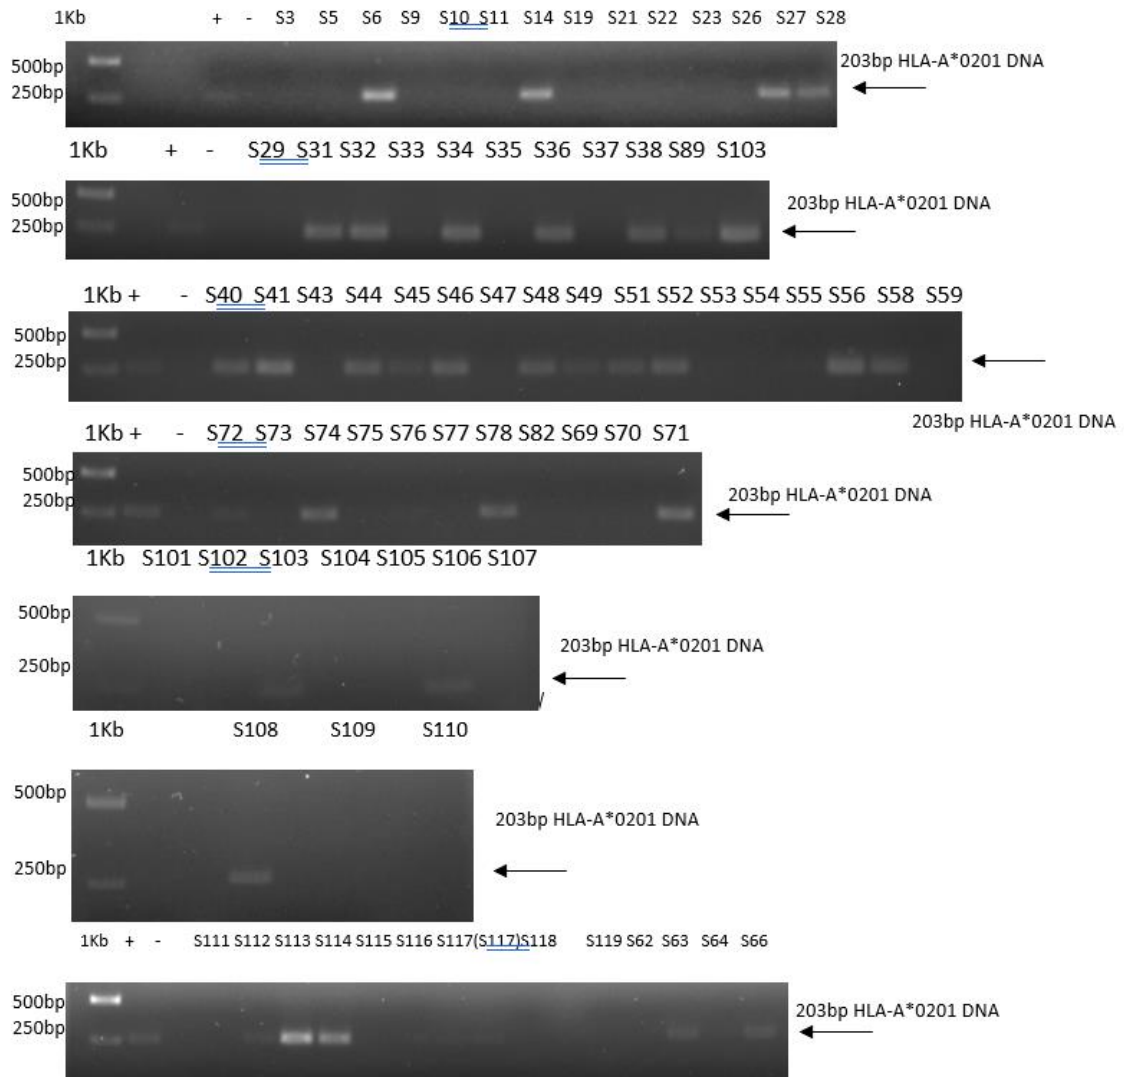 1Kb + - S3 S5 S6 S9 S10 S11 S14 S19 S21 S22 S23 S26 S27 S28
500bp
250bp
203bp HLA-A*0201 DNA
1Kb + - S29 S31 S32 S33 S34 S35 S36 S37 S38 S89 S103
500bp
250bp
203bp HLA-A*0201 DNA
1Kb + - S40 S41 S43 S44 S45 S46 S47 S48 S49 S51 S52 S53 S54 S55 S56 S58 S59
500bp
250bp
203bp HLA-A*0201 DNA
1Kb + - S72 S73 S74 S75 S76 S77 S78 S82 S69 S70 S71
500bp
250bp
203bp HLA-A*0201 DNA
1Kb S101 S102 S103 S104 S105 S106 S107
500bp
250bp
203bp HLA-A*0201 DNA
1Kb S108 S109 S110
500bp
250bp
203bp HLA-A*0201 DNA
1Kb + - S111 S112 S113 S114 S115 S116 S117(S117)S118 S119 S62 S63 S64 S66
500bp
250bp
203bp HLA-A*0201 DNA